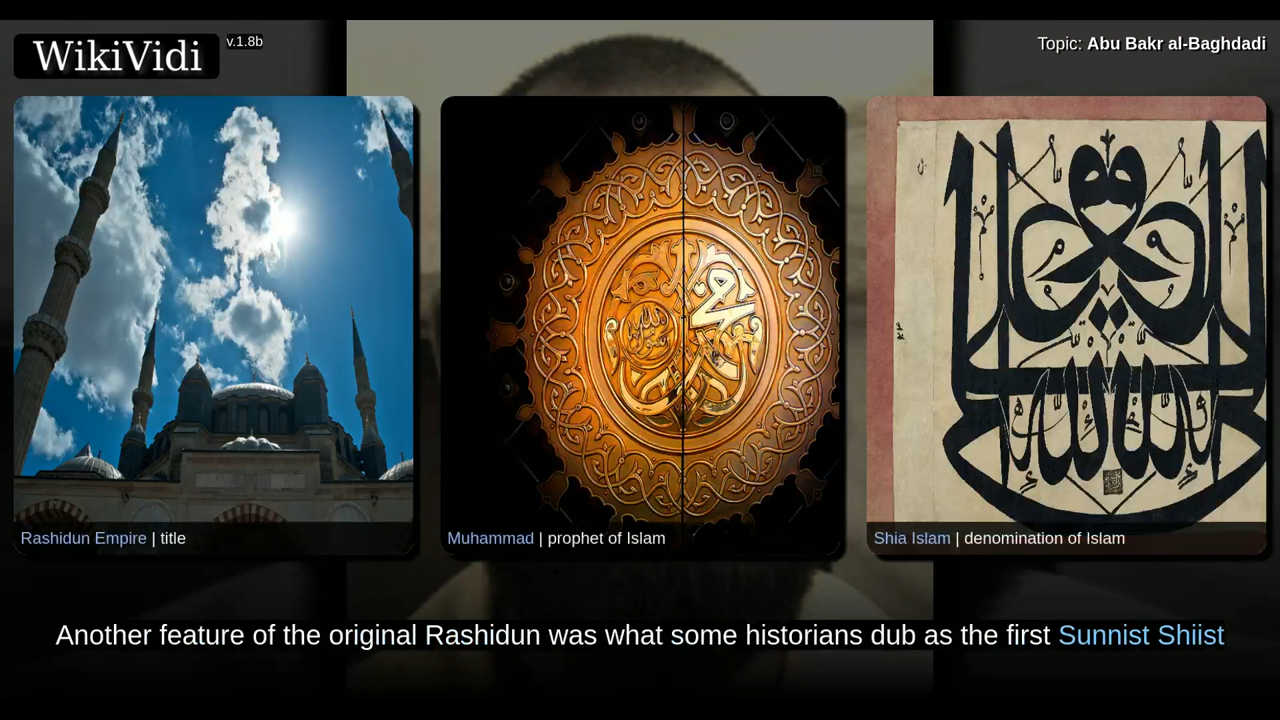 WikiVidi v.1.8b
Topic: Abu Bakr al-Baghdadi
Rashidun Empire | title
Muhammad | prophet of Islam
Shia Islam | denomination of Islam
Another feature of the original Rashidun was what some historians dub as the first Sunnist Shiist